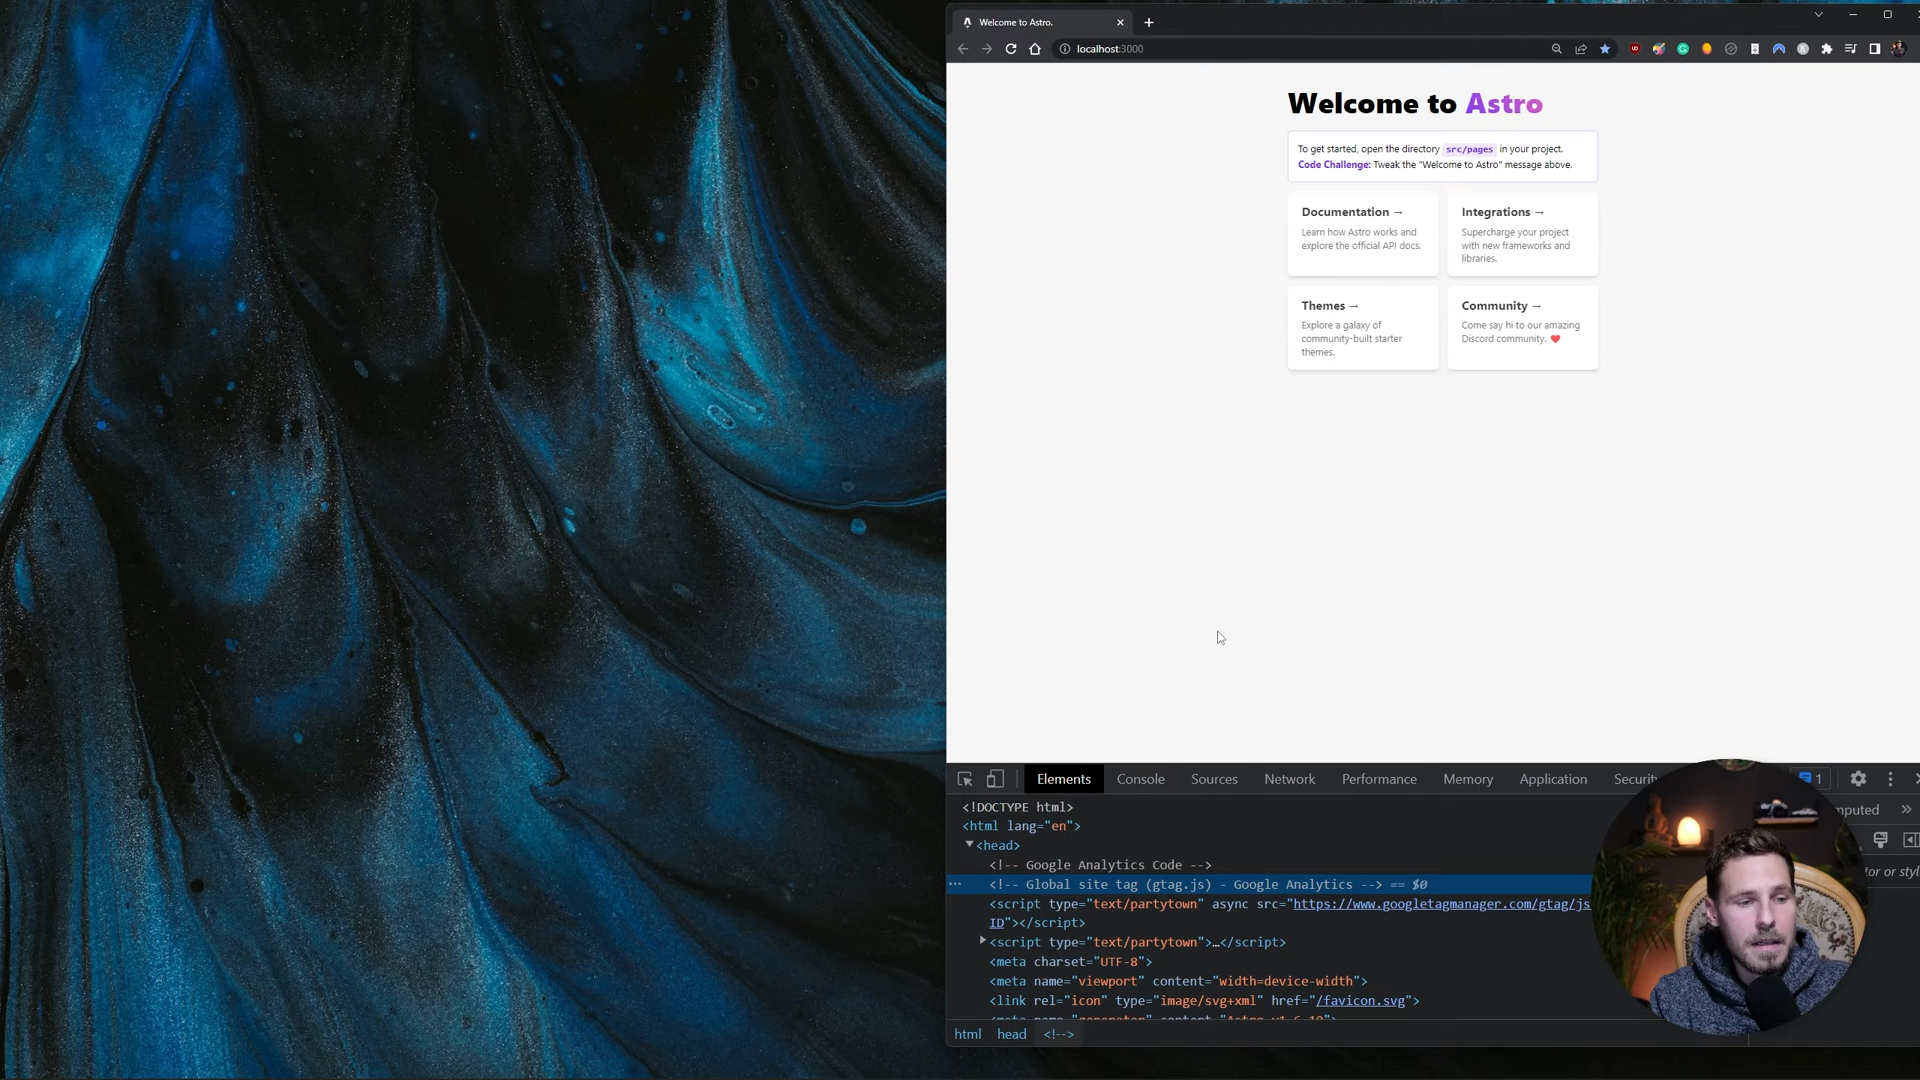 Welcome to Astro.
localhost:3000
Welcome to Astro
To get started, open the directory src/pages in your project.
Code Challenge: Tweak the "Welcome to Astro" message above.
Documentation →
Learn how Astro works and
explore the official API docs.
Integrations →
Supercharge your project
with new frameworks and
libraries.
Themes →
Explore a galaxy of
community-built starter
themes.
Community →
Come say hi to our amazing
Discord community. ❤️
Elements Console Sources Network Performance Memory Application Security 1
<!DOCTYPE html>
<html lang="en">
<head>
<!-- Google Analytics Code -->
<!-- Global site tag (gtag.js) - Google Analytics --> == $0
<script type="text/partytown" async src="https://www.googletagmanager.com/gtag/js
ID"></script>
<script type="text/partytown">…</script>
<meta charset="UTF-8">
<meta name="viewport" content="width=device-width">
<link rel="icon" type="image/svg+xml" href="/favicon.svg">
html head <!-->